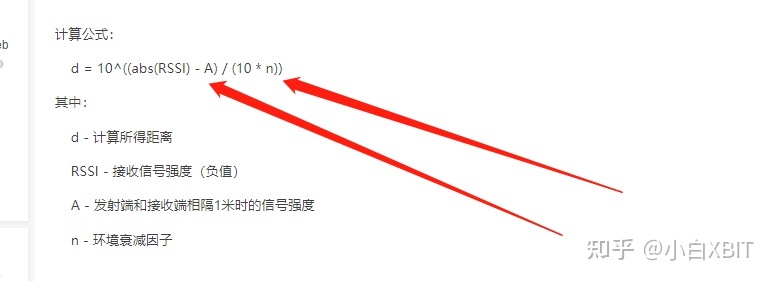 计算公式：
d = 10^((abs(RSSI) - A) / (10 * n))
eb
其中：
d - 计算所得距离
RSSI - 接收信号强度（负值）
A - 发射端和接收端相隔1米时的信号强度
n - 环境衰减因子
知乎 @小白XBIT